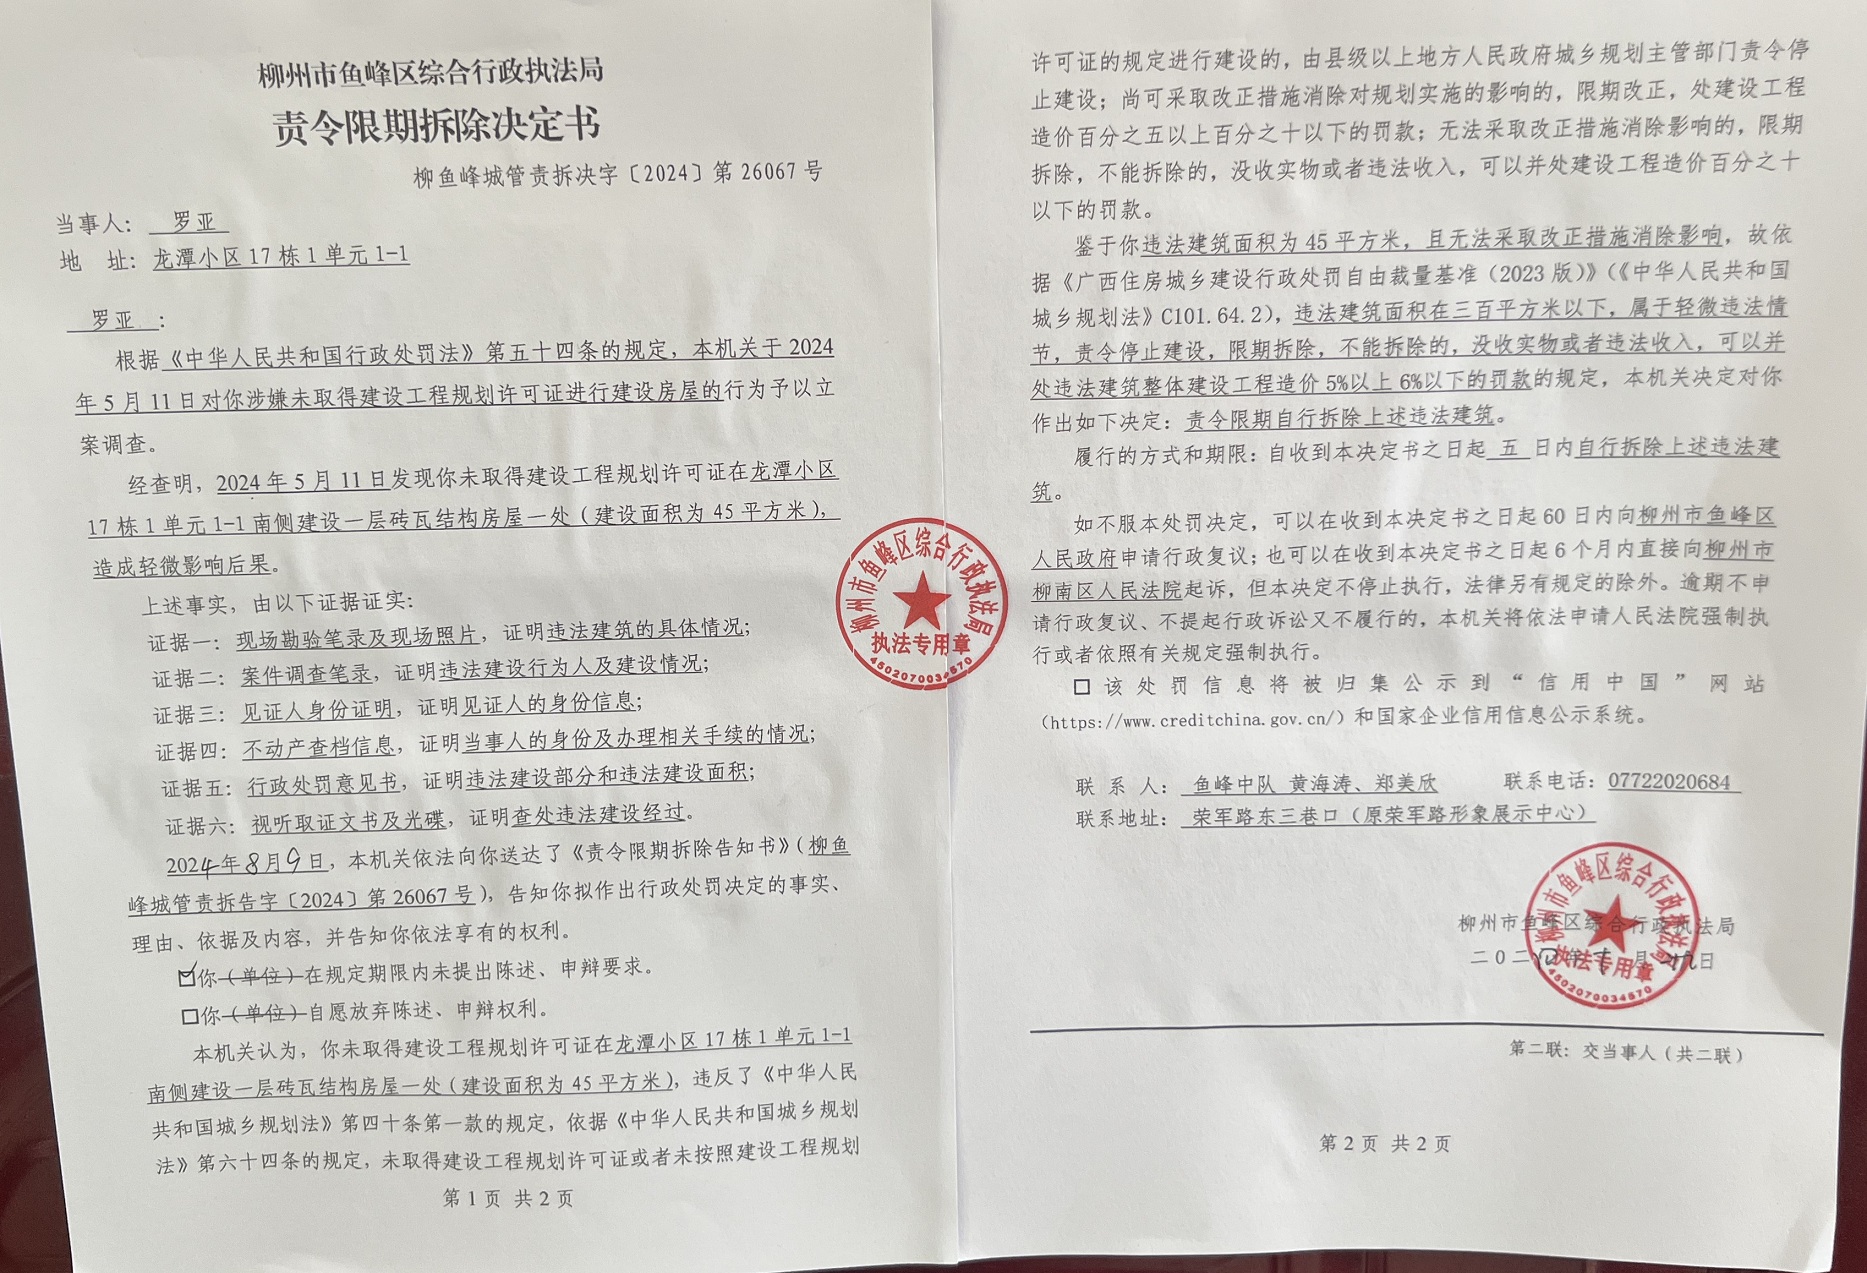 柳州市鱼峰区综合行政执法局
责令限期拆除决定书
柳鱼峰城管责拆决字〔2024〕第 26067 号
当事人： 罗亚
地 址：龙潭小区 17 栋 1 单元 1-1
罗亚 ：
根据《中华人民共和国行政处罚法》第五十四条的规定，本机关于 2024
年 5 月 11 日对你涉嫌未取得建设工程规划许可证进行建设房屋的行为予以立
案调查。
经查明，2024 年 5 月 11 日发现你未取得建设工程规划许可证在龙潭小区
17 栋 1 单元 1-1 南侧建设一层砖瓦结构房屋一处（建设面积为 45 平方米），
造成轻微影响后果。
上述事实，由以下证据证实：
证据一：现场勘验笔录及现场照片，证明违法建筑的具体情况；
证据二：案件调查笔录，证明违法建设行为人及建设情况；
证据三：见证人身份证明，证明见证人的身份信息；
证据四：不动产查档信息，证明当事人的身份及办理相关手续的情况；
证据五：行政处罚意见书，证明违法建设部分和违法建设面积；
证据六：视听取证文书及光碟，证明查处违法建设经过。
2024年8月9日，本机关依法向你送达了《责令限期拆除告知书》（柳鱼
峰城管责拆告字〔2024〕第 26067 号），告知你拟作出行政处罚决定的事实、
理由、依据及内容，并告知你依法享有的权利。
☑你（单位）在规定期限内未提出陈述、申辩要求。
□你（单位）自愿放弃陈述、申辩权利。
本机关认为，你未取得建设工程规划许可证在龙潭小区 17 栋 1 单元 1-1
南侧建设一层砖瓦结构房屋一处（建设面积为 45 平方米），违反了《中华人民
共和国城乡规划法》第四十条第一款的规定，依据《中华人民共和国城乡规划
法》第六十四条的规定，未取得建设工程规划许可证或者未按照建设工程规划
第 1 页 共 2 页
柳州市鱼峰区综合行政执法局
执法专用章
4502070034570
许可证的规定进行建设的，由县级以上地方人民政府城乡规划主管部门责令停
止建设；尚可采取改正措施消除对规划实施的影响的，限期改正，处建设工程
造价百分之五以上百分之十以下的罚款；无法采取改正措施消除影响的，限期
拆除，不能拆除的，没收实物或者违法收入，可以并处建设工程造价百分之十
以下的罚款。
鉴于你违法建筑面积为 45 平方米，且无法采取改正措施消除影响，故依
据《广西住房城乡建设行政处罚自由裁量基准（2023 版）》（《中华人民共和国
城乡规划法》C101.64.2），违法建筑面积在三百平方米以下，属于轻微违法情
节，责令停止建设，限期拆除，不能拆除的，没收实物或者违法收入，可以并
处违法建筑整体建设工程造价 5%以上 6%以下的罚款的规定，本机关决定对你
作出如下决定：责令限期自行拆除上述违法建筑。
履行的方式和期限：自收到本决定书之日起 五 日内自行拆除上述违法建
筑。
如不服本处罚决定，可以在收到本决定书之日起 60 日内向柳州市鱼峰区
人民政府申请行政复议；也可以在收到本决定书之日起 6 个月内直接向柳州市
柳南区人民法院起诉，但本决定不停止执行，法律另有规定的除外。逾期不申
请行政复议、不提起行政诉讼又不履行的，本机关将依法申请人民法院强制执
行或者依照有关规定强制执行。
□ 该处罚信息将被归集公示到“信用中国”网站
（https://www.creditchina.gov.cn/）和国家企业信用信息公示系统。
联 系 人： 鱼峰中队 黄海涛、郑美欣 联系电话：07722020684
联系地址： 荣军路东三巷口（原荣军路形象展示中心）
柳州市鱼峰区综合行政执法局
二0二四年 月 九日
柳州市鱼峰区综合行政执法局
执法专用章
4502070034570
第二联：交当事人（共二联）
第 2 页 共 2 页